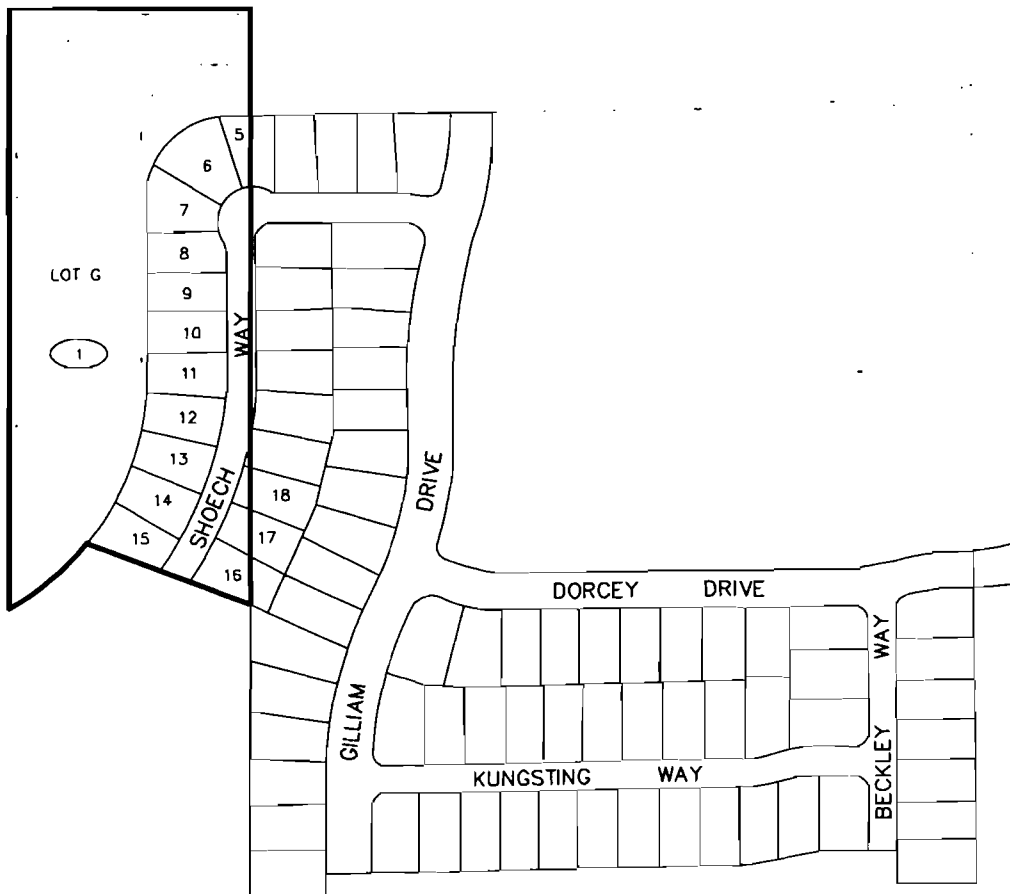 5
6
7
8
LOT G
9
10
WAY
1
11
12
13
SHOECH
14
18
DRIVE
15
17
16
DORCEY DRIVE
WAY
GILLIAM
KUNGSTING WAY
BECKLEY